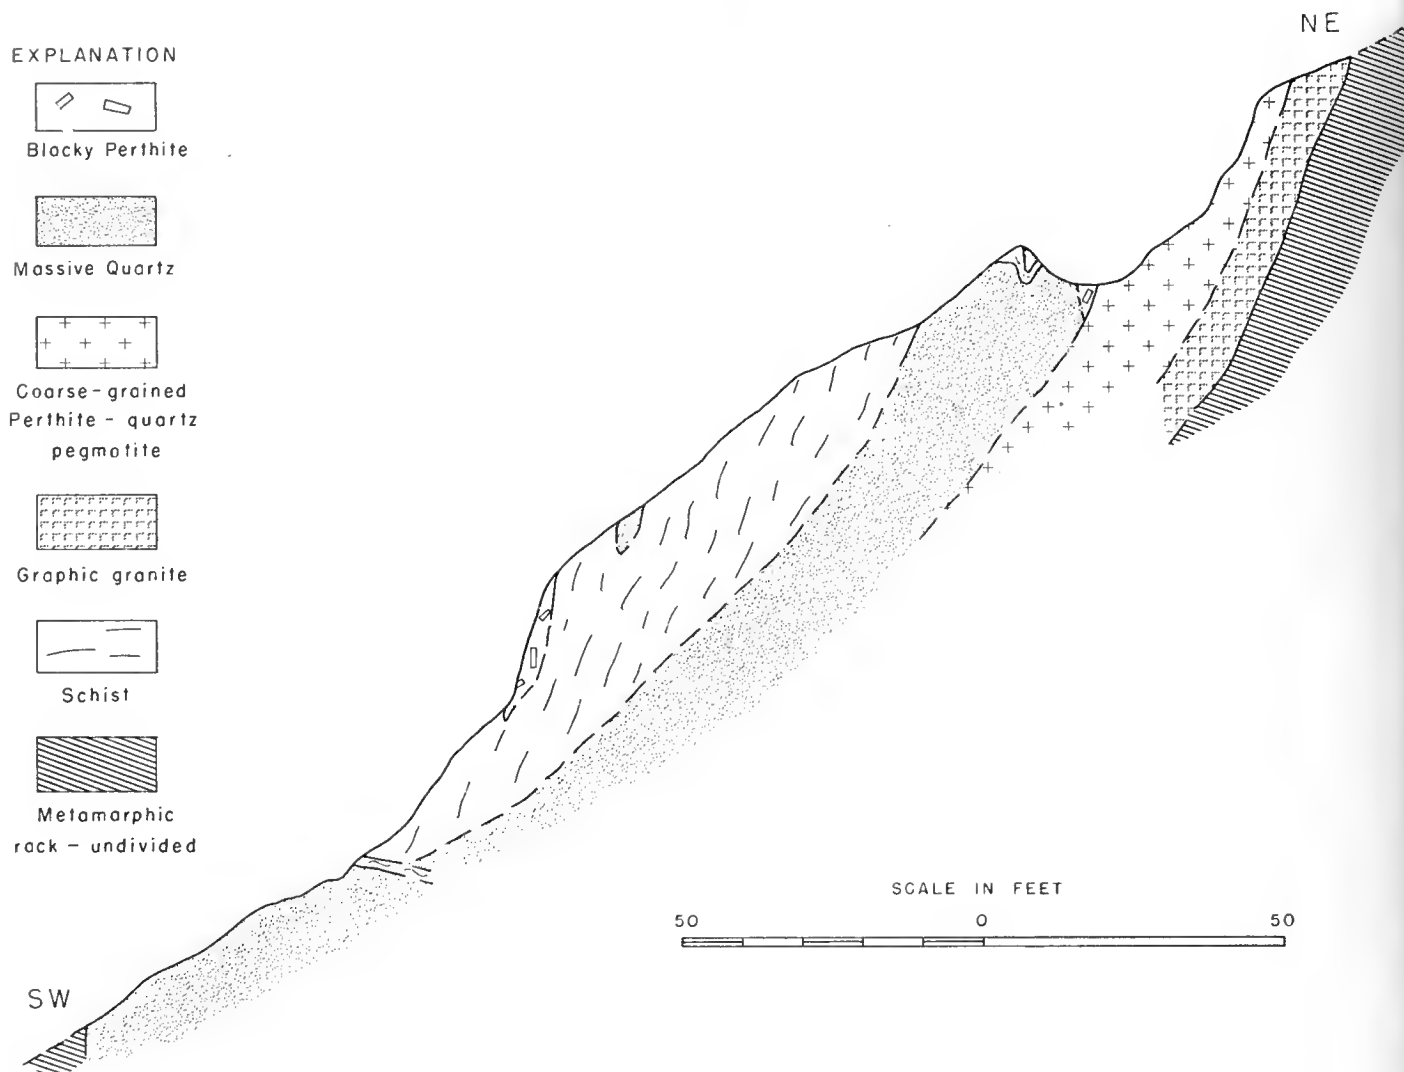 NE
EXPLANATION
Blocky Perthite
Massive Quartz
Coarse-grained
Perthite - quartz
pegmatite
Graphic granite
Schist
Metamorphic
rock - undivided
SCALE IN FEET
50 0 50
SW